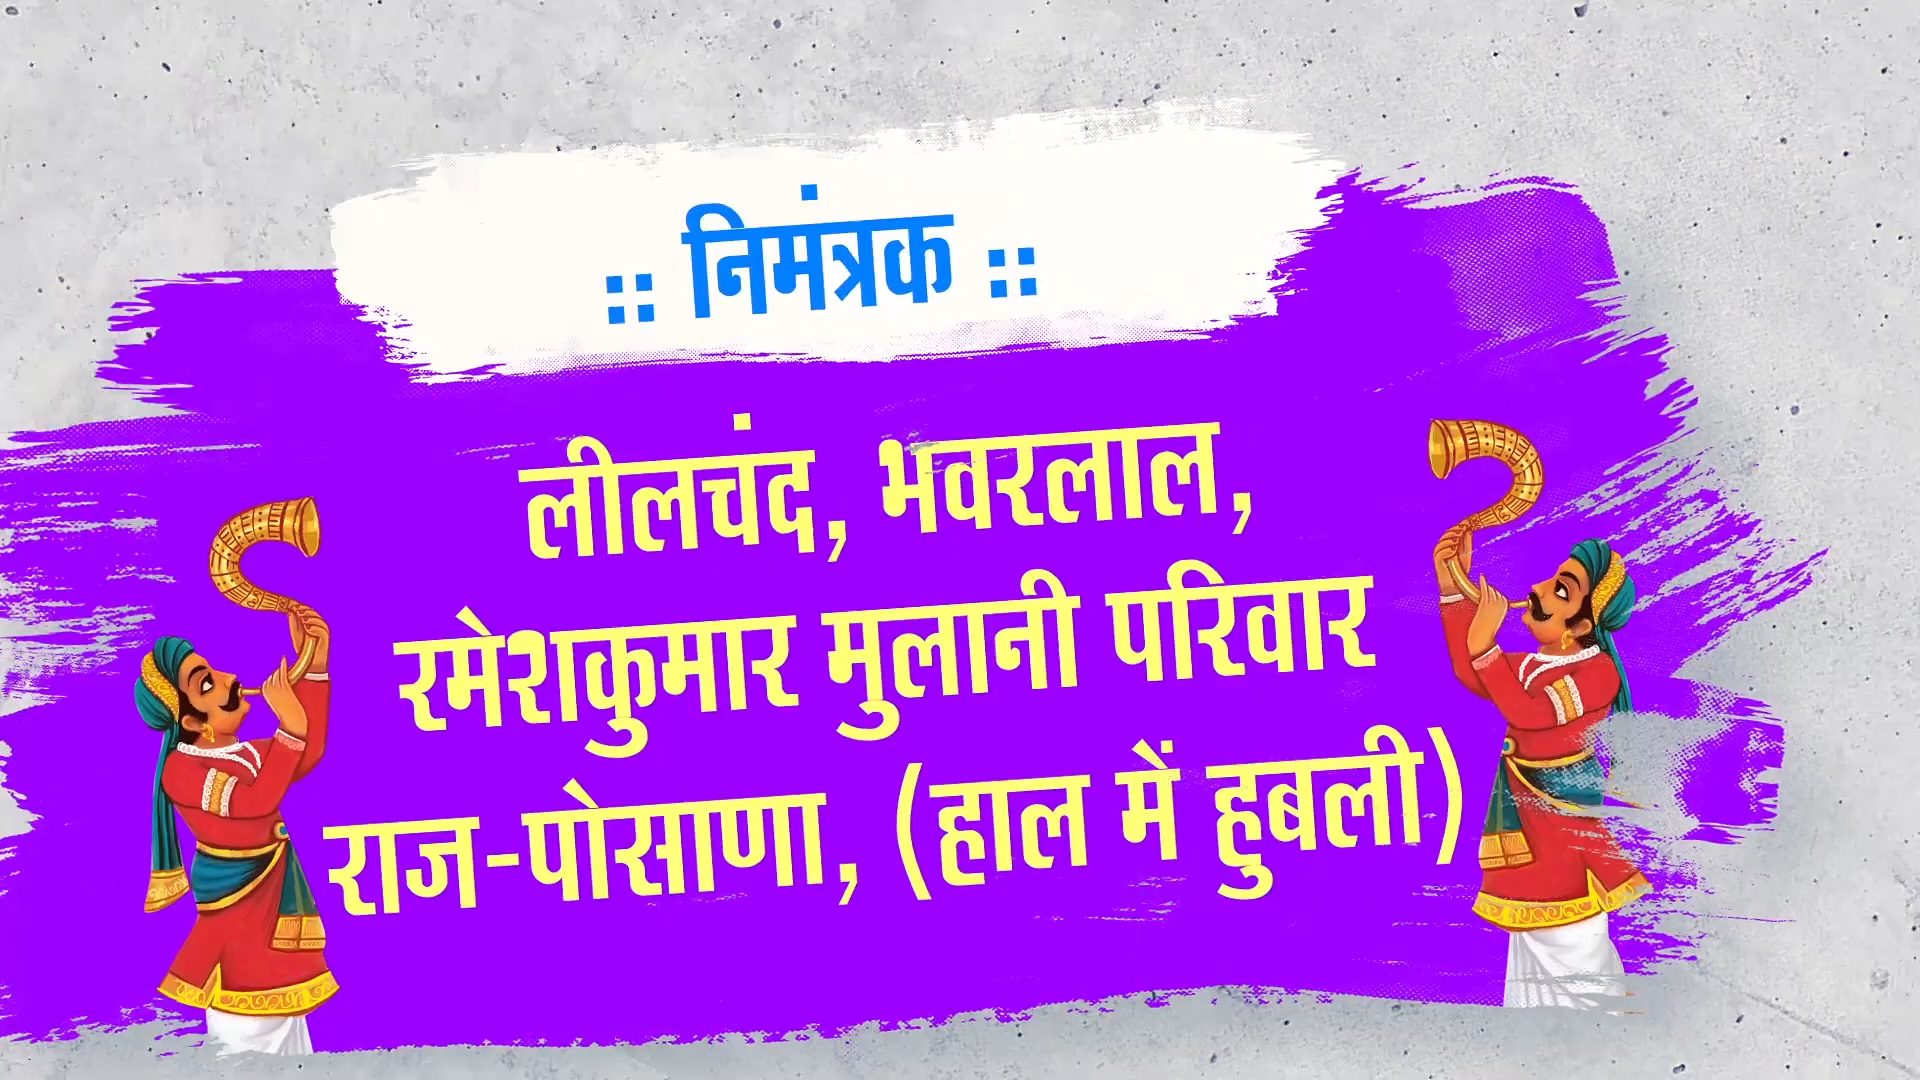 :: निमंत्रक ::
लीलचंद, भवरलाल,
रमेशकुमार मुलानी परिवार
राज-पोसाणा, (हाल में हुबली)